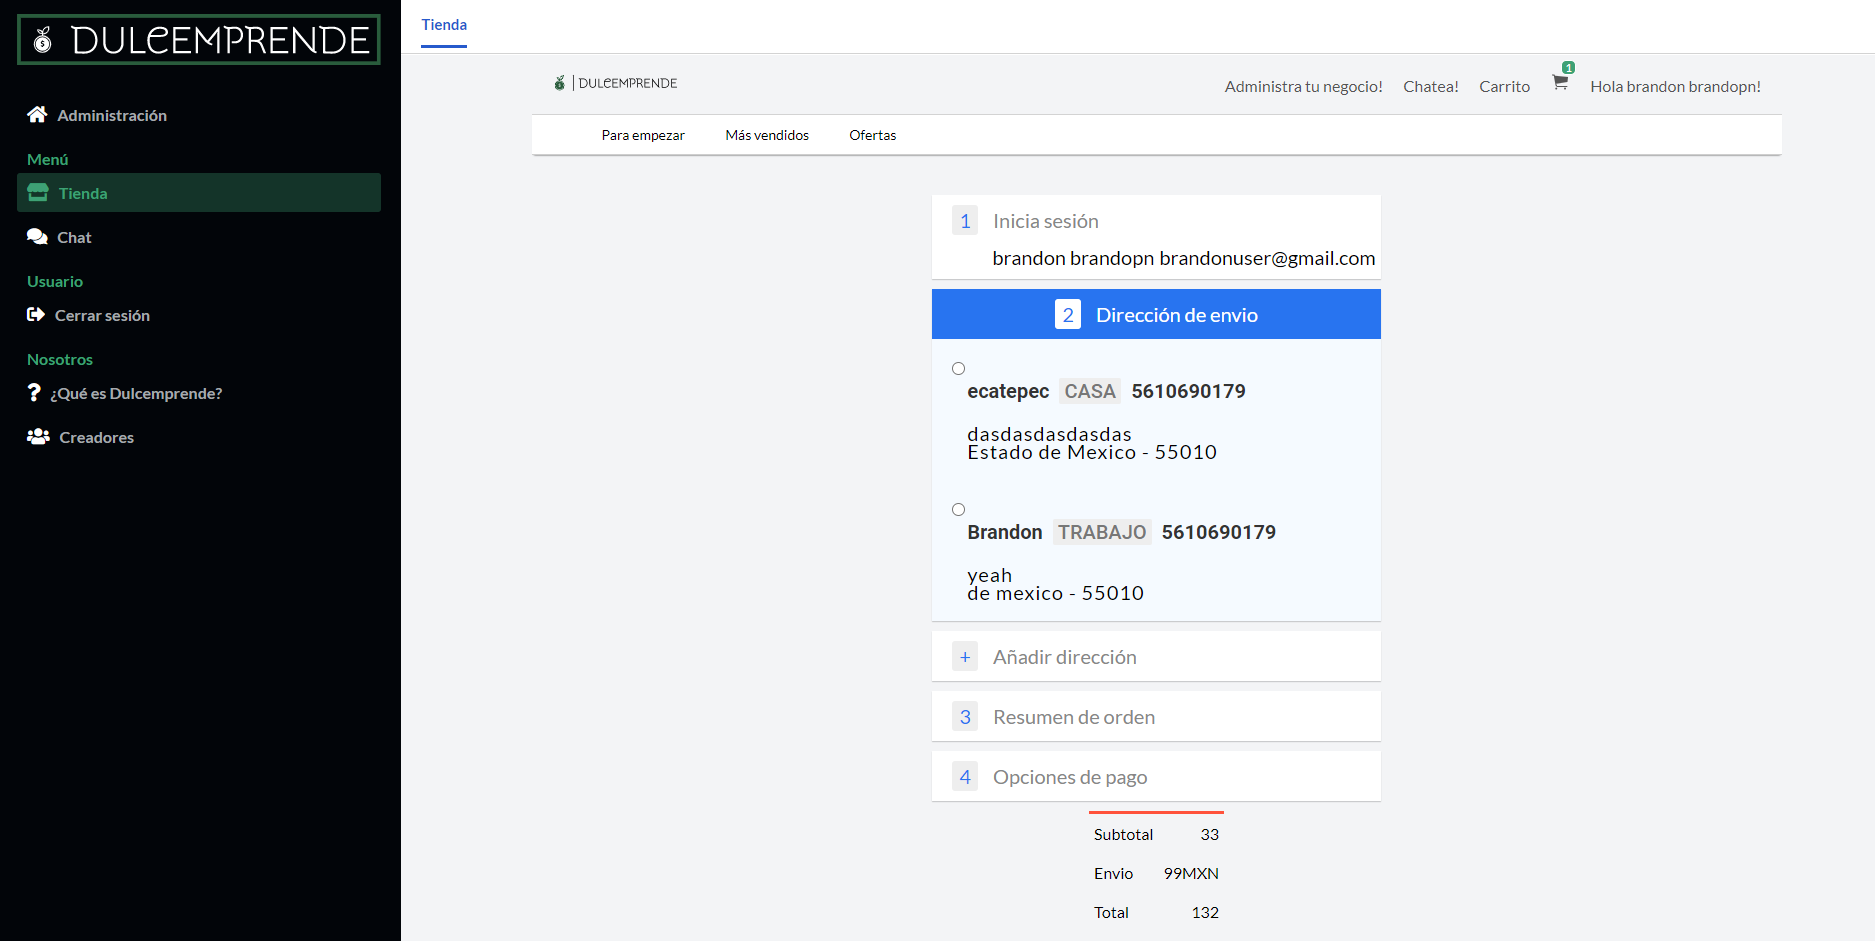 DULCEMPRENDE
Administración
Menú
Tienda
Chat
Usuario
Cerrar sesión
Nosotros
¿Qué es Dulcemprende?
Creadores
Tienda
DULCEMPRENDE
Administra tu negocio! Chatea! Carrito 1 Hola brandon brandopn!
Para empezar Más vendidos Ofertas
1 Inicia sesión
brandon brandopn brandonuser@gmail.com
2 Dirección de envio
ecatepec CASA 5610690179
dasdasdasdasdas
Estado de Mexico - 55010
Brandon TRABAJO 5610690179
yeah
de mexico - 55010
+ Añadir dirección
3 Resumen de orden
4 Opciones de pago
Subtotal 33
Envio 99MXN
Total 132